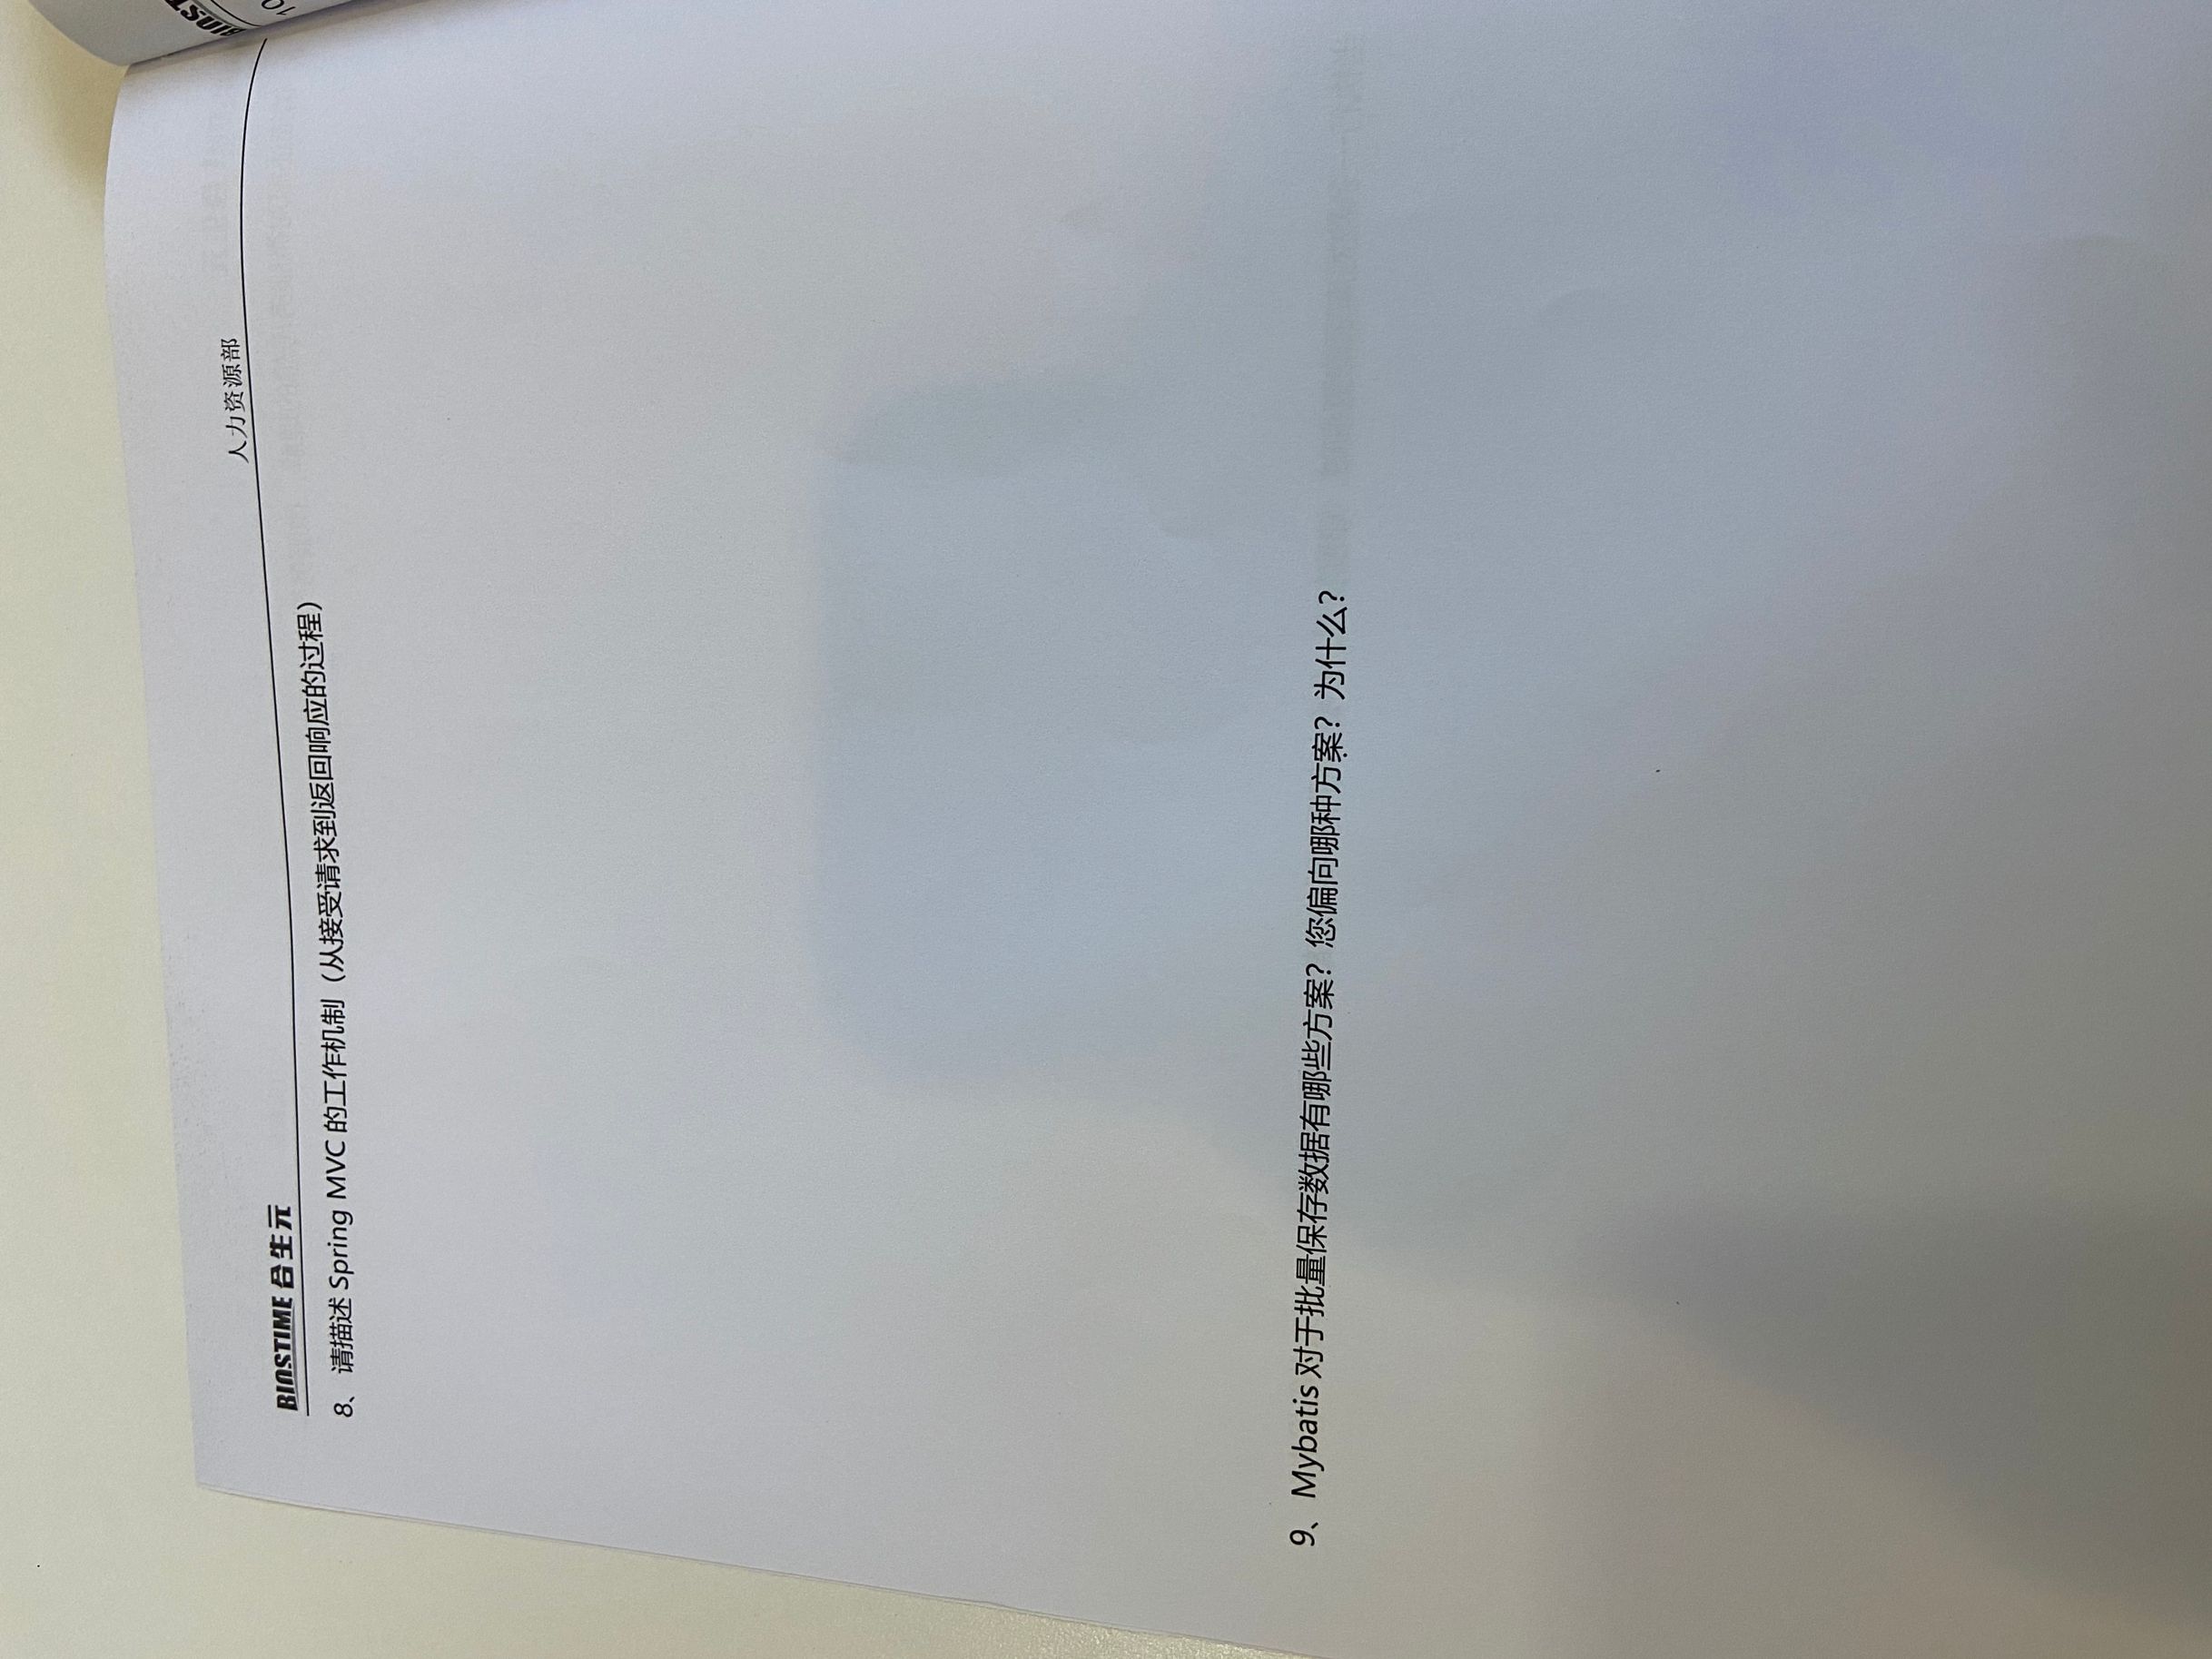 BIOSTIME 合生元
人力资源部
8、请描述 Spring MVC 的工作机制（从接受请求到返回响应的过程）
9、Mybatis 对于批量保存数据有哪些方案？您偏向哪种方案？为什么？
10